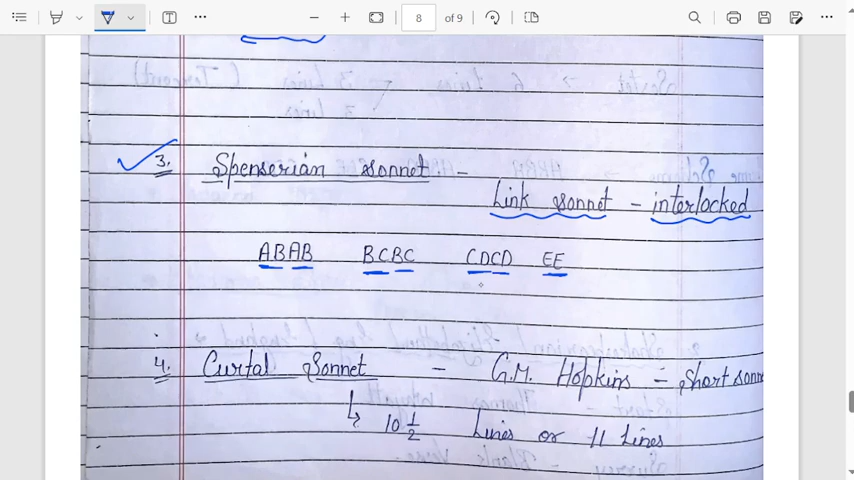 8 of 9
3. Spenserian Sonnet -
Link sonnet - interlocked
ABAB BCBC CDCD EE
4. Curtal Sonnet - G.M. Hopkins = Short sonn
↳ 10 1/2 Lines or 11 Lines